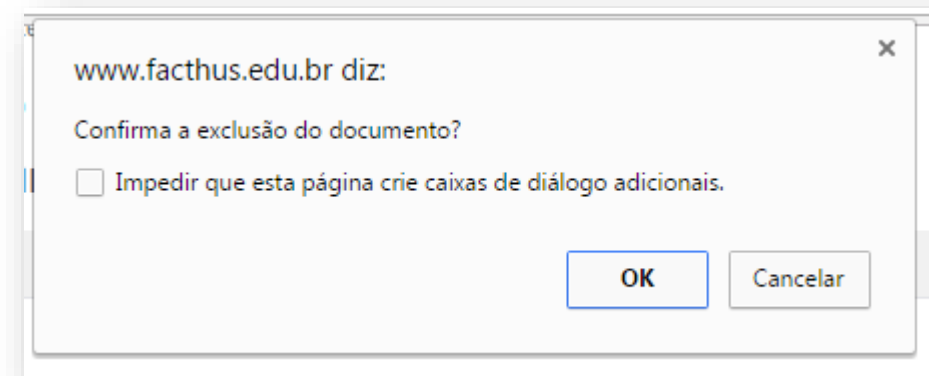 www.facthus.edu.br diz:
Confirma a exclusão do documento?
Impedir que esta página crie caixas de diálogo adicionais.
OK
Cancelar